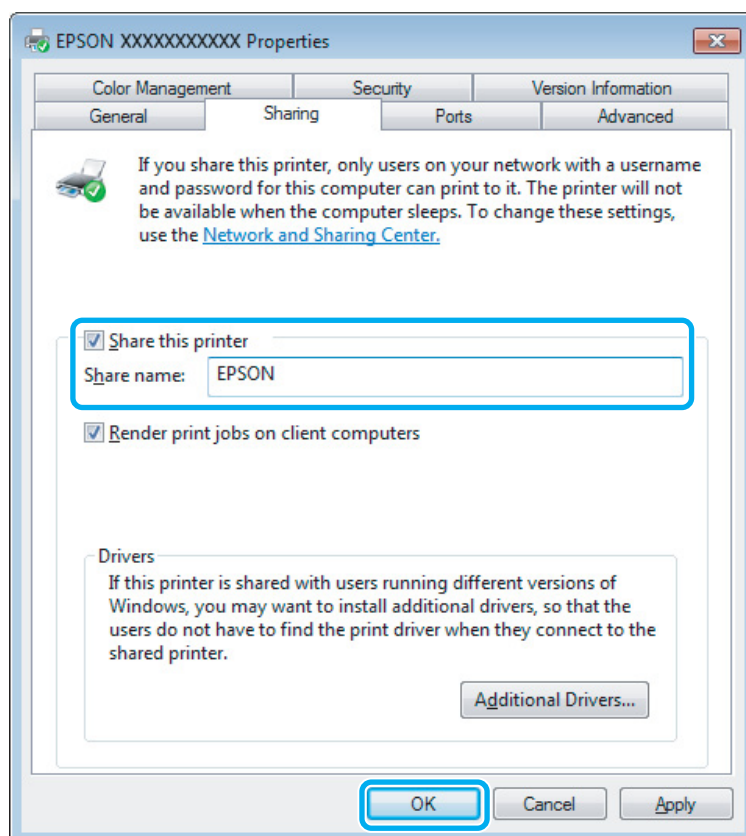 EPSON XXXXXXXXXXX Properties
Color Management Security Version Information
General Sharing Ports Advanced
If you share this printer, only users on your network with a username
and password for this computer can print to it. The printer will not
be available when the computer sleeps. To change these settings,
use the Network and Sharing Center.
Share this printer
Share name: EPSON
Render print jobs on client computers
Drivers
If this printer is shared with users running different versions of
Windows, you may want to install additional drivers, so that the
users do not have to find the print driver when they connect to the
shared printer.
Additional Drivers...
OK Cancel Apply